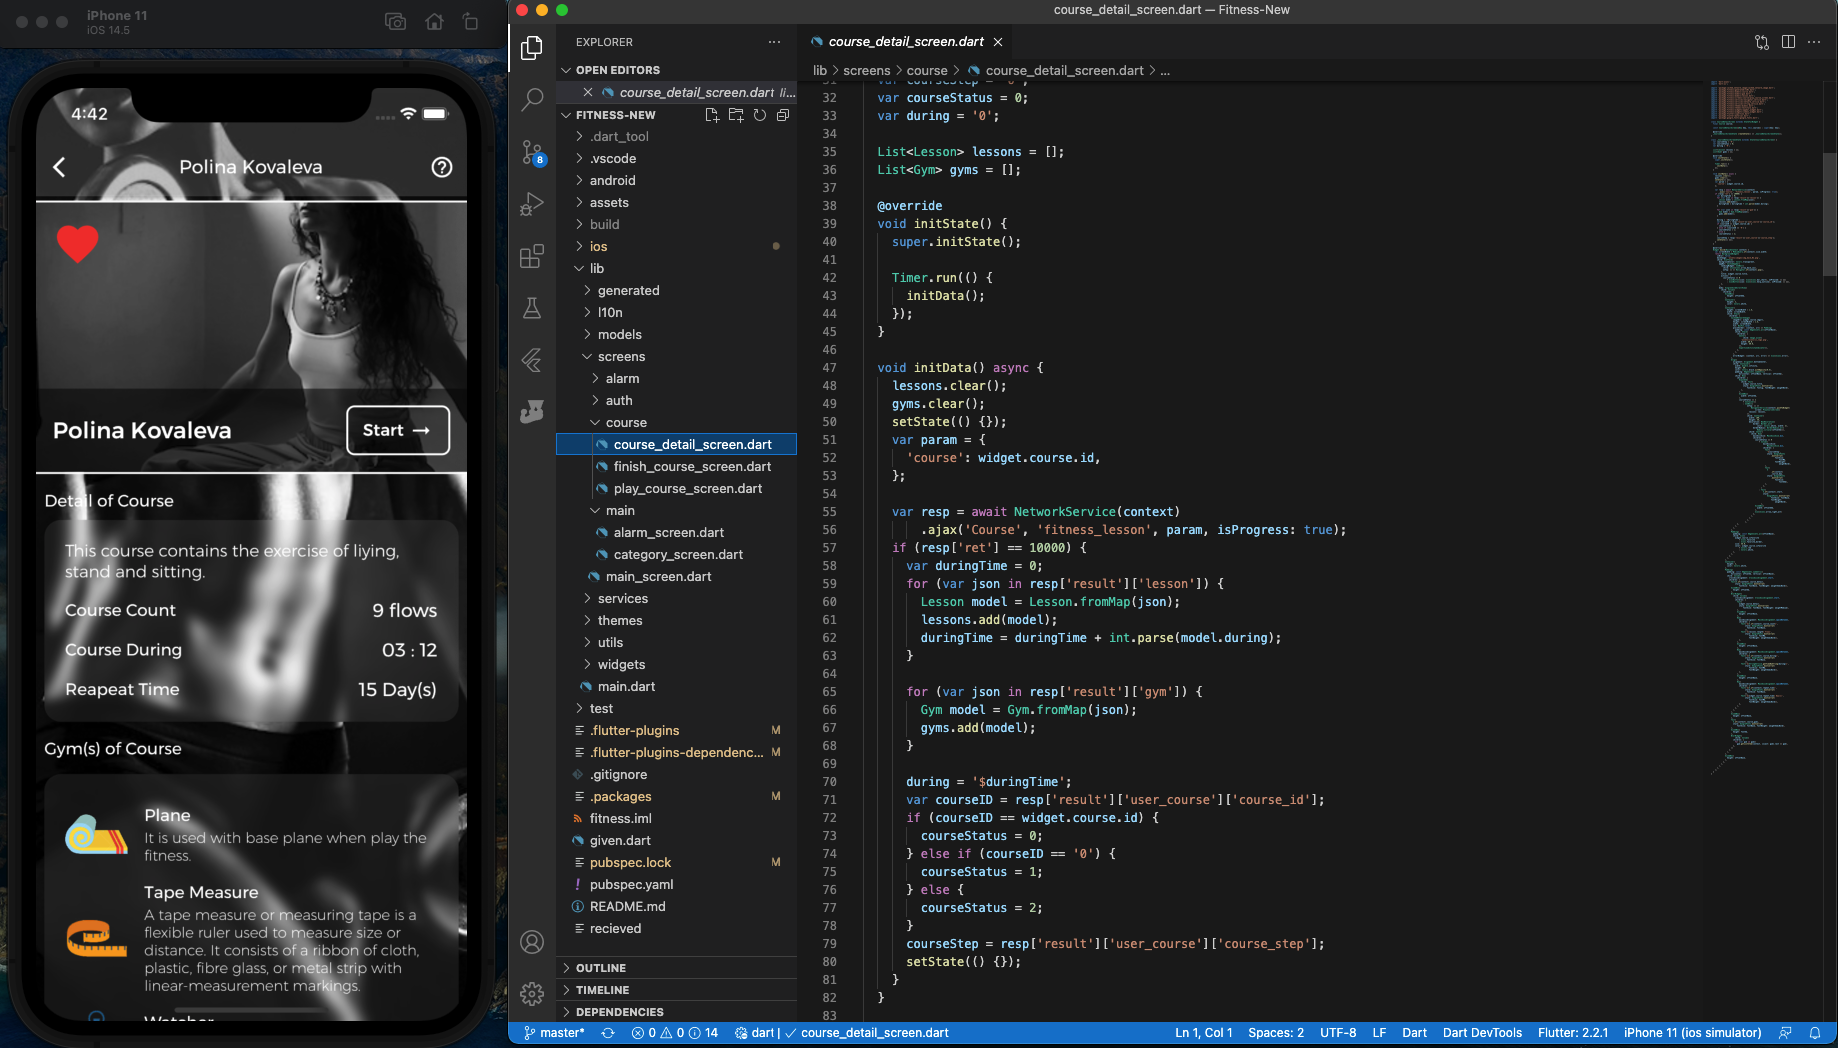 iPhone 11
iOS 14.5
4:42
Polina Kovaleva
Polina Kovaleva
Start →
Detail of Course
This course contains the exercise of liying,
stand and sitting.
Course Count 9 flows
Course During 03 : 12
Reapeat Time 15 Day(s)
Gym(s) of Course
Plane
It is used with base plane when play the
fitness.
Tape Measure
A tape measure or measuring tape is a
flexible ruler used to measure size or
distance. It consists of a ribbon of cloth,
plastic, fibre glass, or metal strip with
linear-measurement markings.
course_detail_screen.dart — Fitness-New
8
EXPLORER
OPEN EDITORS
course_detail_screen.dart li...
FITNESS-NEW
.dart_tool
.vscode
android
assets
build
ios
lib
generated
l10n
models
screens
alarm
auth
course
course_detail_screen.dart
finish_course_screen.dart
play_course_screen.dart
main
alarm_screen.dart
category_screen.dart
main_screen.dart
services
themes
utils
widgets
main.dart
test
.flutter-plugins M
.flutter-plugins-dependenc... M
.gitignore
.packages M
fitness.iml
given.dart
pubspec.lock M
pubspec.yaml
README.md
recieved
OUTLINE
TIMELINE
DEPENDENCIES
course_detail_screen.dart
lib > screens > course > course_detail_screen.dart > ...
31 var courseStep = '0';
32 var courseStatus = 0;
33 var during = '0';
34
35 List<Lesson> lessons = [];
36 List<Gym> gyms = [];
37
38 @override
39 void initState() {
40 super.initState();
41
42 Timer.run(() {
43 initData();
44 });
45 }
46
47 void initData() async {
48 lessons.clear();
49 gyms.clear();
50 setState(() {});
51 var param = {
52 'course': widget.course.id,
53 };
54
55 var resp = await NetworkService(context)
56 .ajax('Course', 'fitness_lesson', param, isProgress: true);
57 if (resp['ret'] == 10000) {
58 var duringTime = 0;
59 for (var json in resp['result']['lesson']) {
60 Lesson model = Lesson.fromMap(json);
61 lessons.add(model);
62 duringTime = duringTime + int.parse(model.during);
63 }
64
65 for (var json in resp['result']['gym']) {
66 Gym model = Gym.fromMap(json);
67 gyms.add(model);
68 }
69
70 during = '$duringTime';
71 var courseID = resp['result']['user_course']['course_id'];
72 if (courseID == widget.course.id) {
73 courseStatus = 0;
74 } else if (courseID == '0') {
75 courseStatus = 1;
76 } else {
77 courseStatus = 2;
78 }
79 courseStep = resp['result']['user_course']['course_step'];
80 setState(() {});
81 }
82 }
83
master* 0 0 14 dart | ✓ course_detail_screen.dart Ln 1, Col 1 Spaces: 2 UTF-8 LF Dart Dart DevTools Flutter: 2.2.1 iPhone 11 (ios simulator)